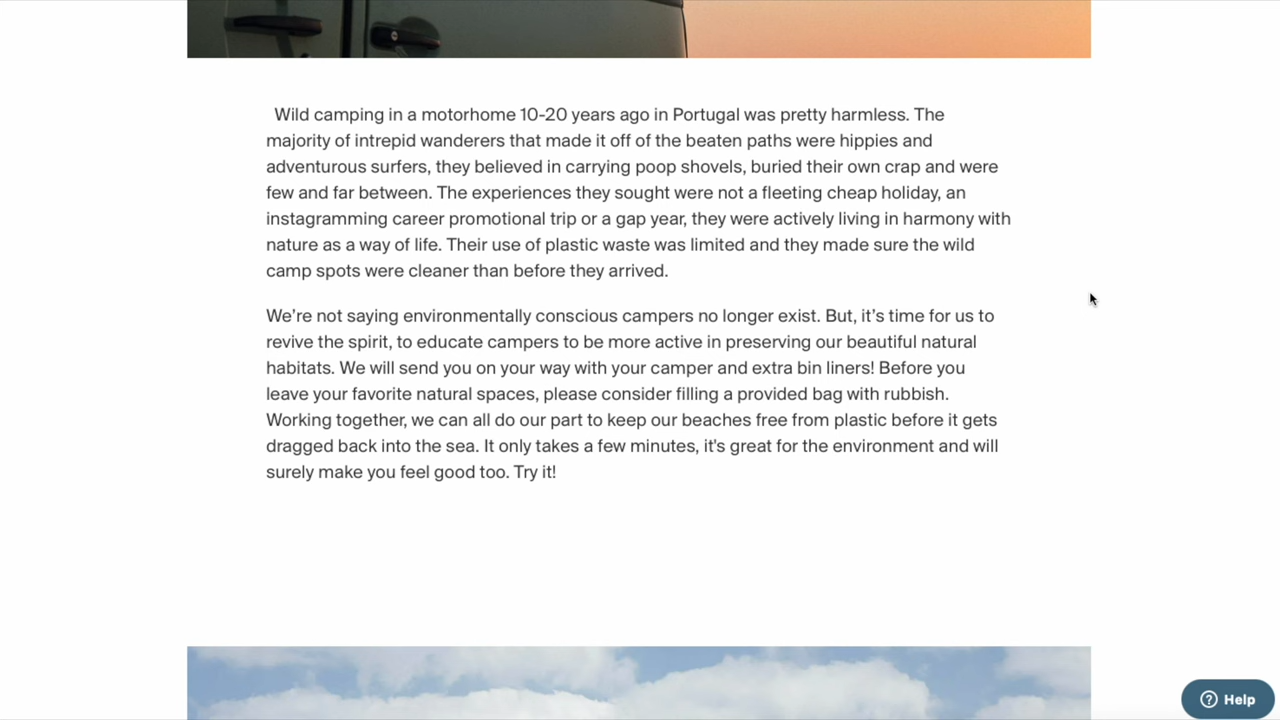 Wild camping in a motorhome 10-20 years ago in Portugal was pretty harmless. The
majority of intrepid wanderers that made it off of the beaten paths were hippies and
adventurous surfers, they believed in carrying poop shovels, buried their own crap and were
few and far between. The experiences they sought were not a fleeting cheap holiday, an
instagramming career promotional trip or a gap year, they were actively living in harmony with
nature as a way of life. Their use of plastic waste was limited and they made sure the wild
camp spots were cleaner than before they arrived.
We’re not saying environmentally conscious campers no longer exist. But, it’s time for us to
revive the spirit, to educate campers to be more active in preserving our beautiful natural
habitats. We will send you on your way with your camper and extra bin liners! Before you
leave your favorite natural spaces, please consider filling a provided bag with rubbish.
Working together, we can all do our part to keep our beaches free from plastic before it gets
dragged back into the sea. It only takes a few minutes, it's great for the environment and will
surely make you feel good too. Try it!
Help